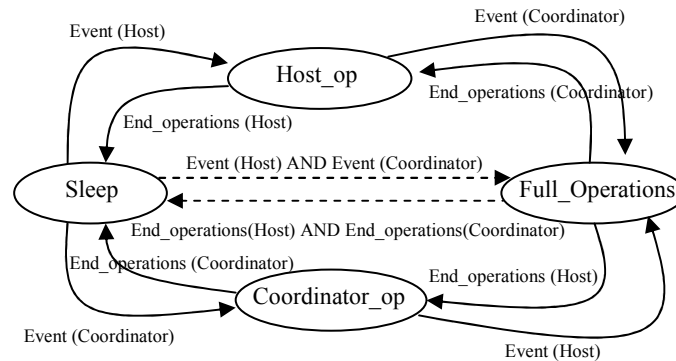 Event (Coordinator)
Event (Host)
Host_op
End_operations (Coordinator)
End_operations (Host)
Event (Host) AND Event (Coordinator)
Sleep
Full_Operations
End_operations(Host) AND End_operations(Coordinator)
End_operations (Coordinator)
End_operations (Host)
Coordinator_op
Event (Coordinator)
Event (Host)